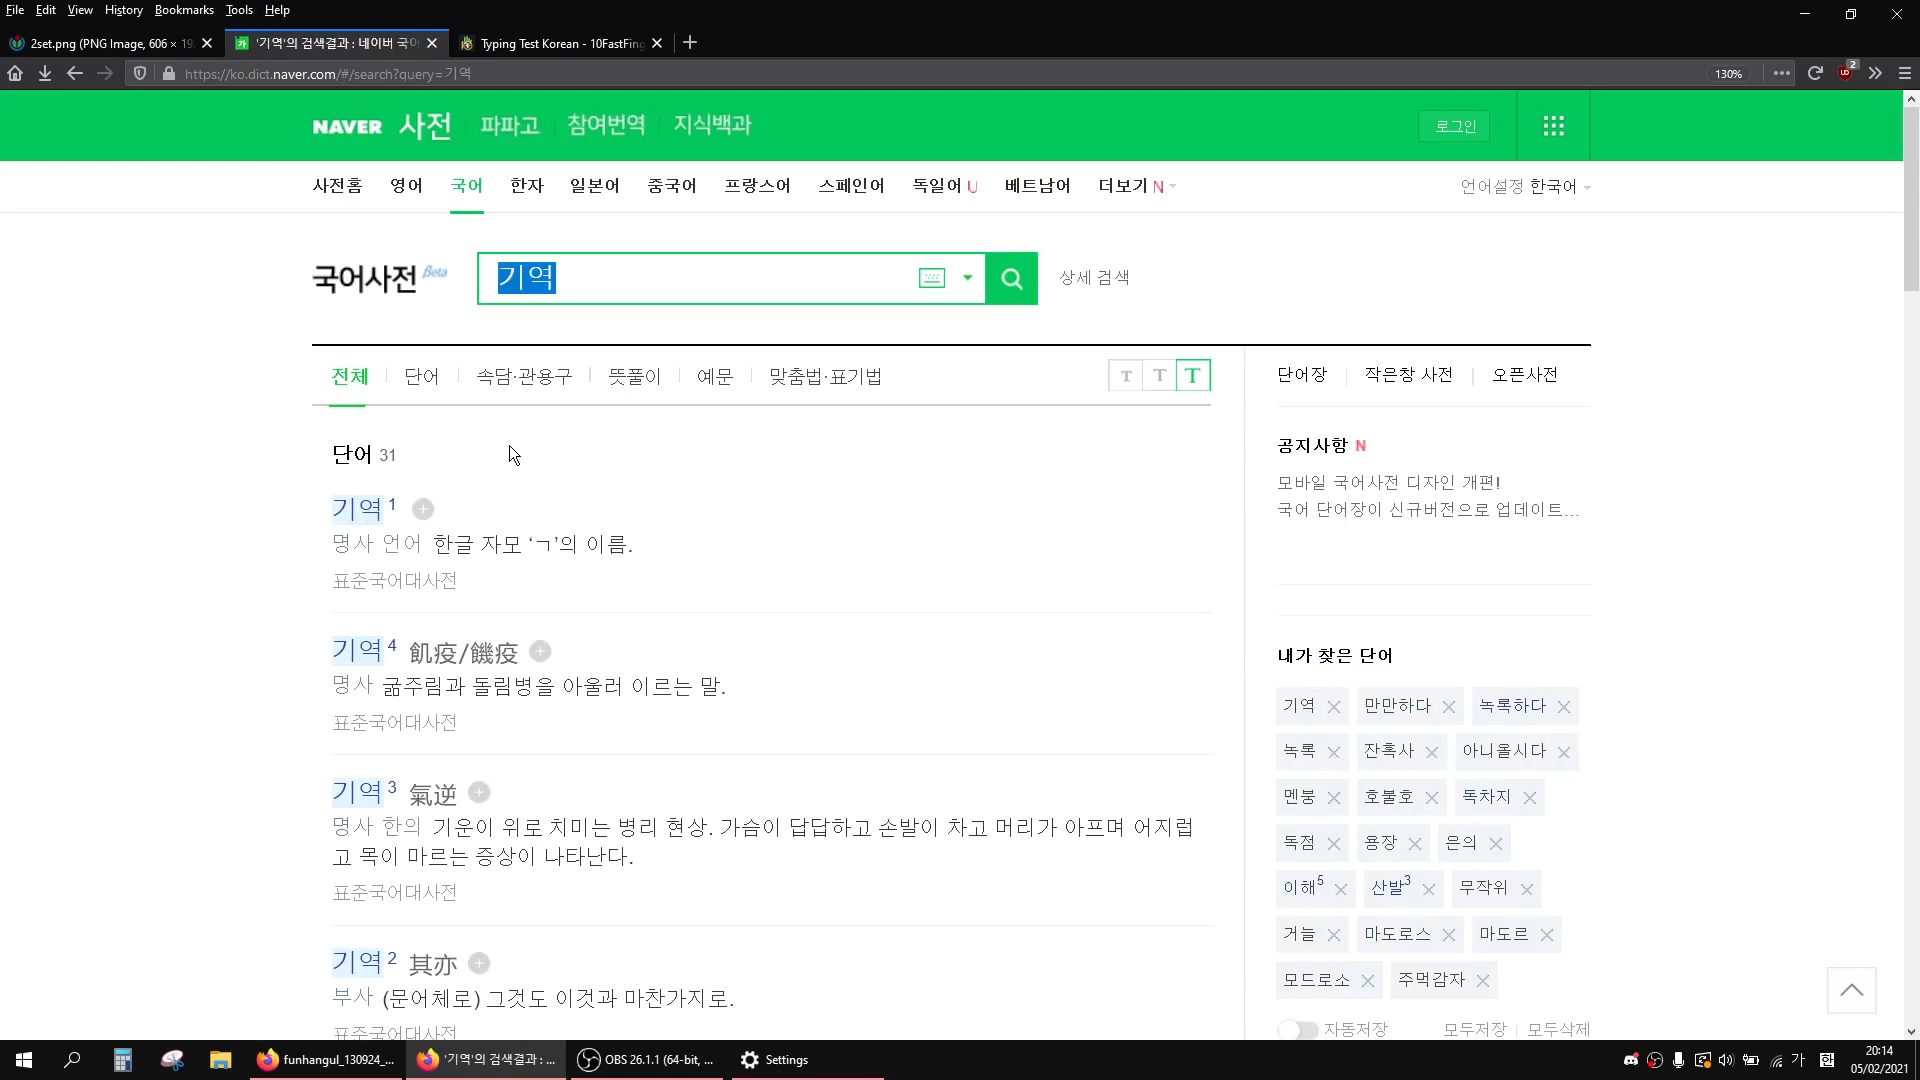 File Edit View History Bookmarks Tools Help
2set.png (PNG Image, 606 × 19
'기역'의 검색결과 : 네이버 국어
Typing Test Korean - 10FastFing
https://ko.dict.naver.com/#/search?query=기역
130%
2
NAVER 사전 파파고 참여번역 지식백과
로그인
사전홈 영어 국어 한자 일본어 중국어 프랑스어 스페인어 독일어 U 베트남어 더보기 N
언어설정 한국어
국어사전 Beta
기역
상세 검색
전체 단어 속담·관용구 뜻풀이 예문 맞춤법·표기법
T T T
단어 31
기역 1
명사 언어 한글 자모 ‘ㄱ’의 이름.
표준국어대사전
기역 4 飢疫/饑疫
명사 굶주림과 돌림병을 아울러 이르는 말.
표준국어대사전
기역 3 氣逆
명사 한의 기운이 위로 치미는 병리 현상. 가슴이 답답하고 손발이 차고 머리가 아프며 어지럽
고 목이 마르는 증상이 나타난다.
표준국어대사전
기역 2 其亦
부사 (문어체로) 그것도 이것과 마찬가지로.
표준국어대사전
단어장 작은창 사전 오픈사전
공지사항 N
모바일 국어사전 디자인 개편!
국어 단어장이 신규버전으로 업데이트...
내가 찾은 단어
기역 만만하다 녹록하다
녹록 잔혹사 아니올시다
멘붕 호불호 독차지
독점 용장 은의
이해5 산발3 무작위
거늘 마도로스 마도르
모드로소 주먹감자
자동저장 모두저장 모두삭제
funhangul_130924_...
'기역'의 검색결과 : ...
OBS 26.1.1 (64-bit, ...
Settings
가 한
20:14
05/02/2021